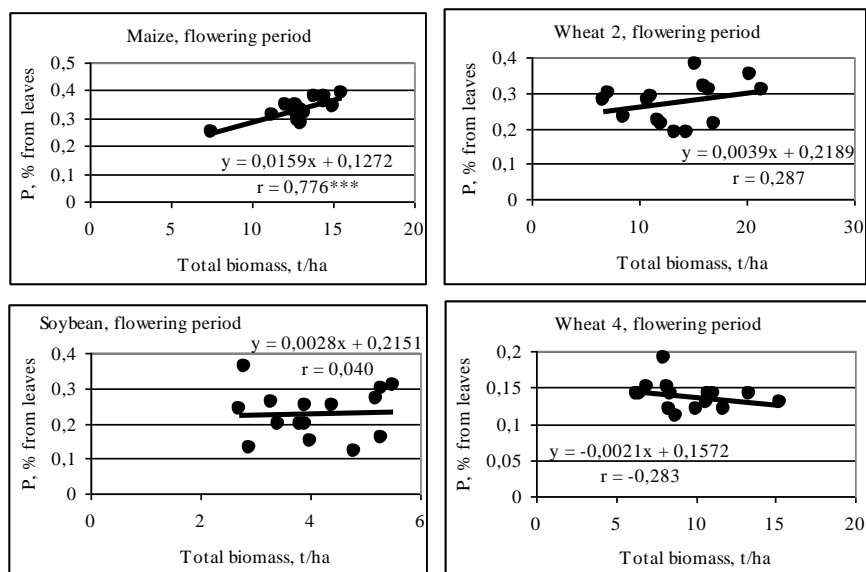 Maize, flowering period
0,5
0,4
0,3
0,2
0,1
0
P, % from leaves
y = 0,0159x + 0,1272
r = 0,776***
0 5 10 15 20
Total biomass, t/ha
Wheat 2, flowering period
0,4
0,3
0,2
0,1
0
P, % from leaves
y = 0,0039x + 0,2189
r = 0,287
0 10 20 30
Total biomass, t/ha
Soybean, flowering period
y = 0,0028x + 0,2151
r = 0,040
0,4
0,3
0,2
0,1
0
P, % from leaves
0 2 4 6
Total biomass, t/ha
Wheat 4, flowering period
0,2
0,15
0,1
0,05
0
P, % from leaves
y = -0,0021x + 0,1572
r = -0,283
0 5 10 15 20
Total biomass, t/ha